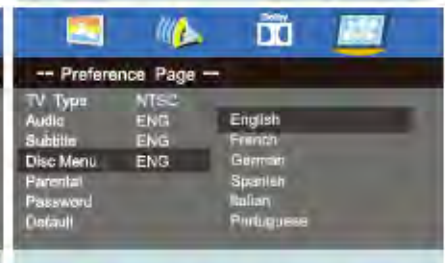 Dolby
-- Preference Page --
TV Type NTSC
Audio ENG English
Subtitle ENG French
Disc Menu ENG German
Parental Spanish
Password Italian
Default Portuguese